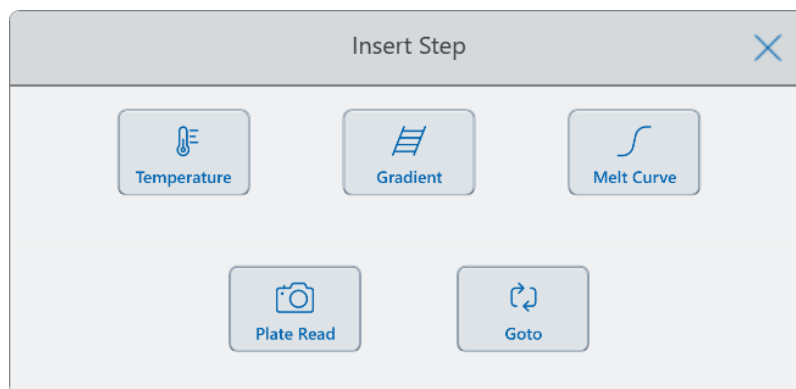 Insert Step
Temperature
Gradient
Melt Curve
Plate Read
Goto